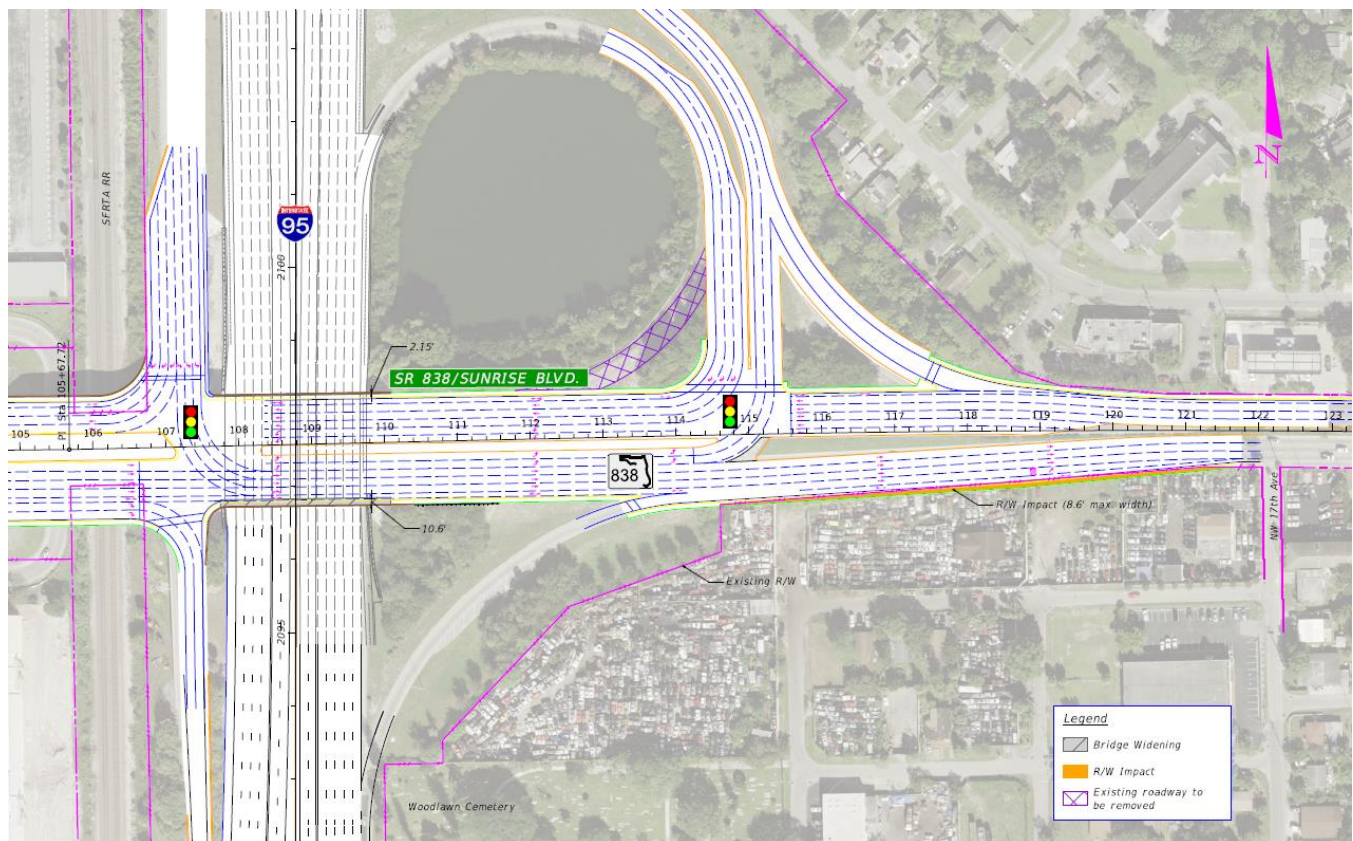 SFRTA RR
INTERSTATE
95
2100
N
2.15'
SR 838/SUNRISE BLVD.
PI Sta 105+67.72
105 106 107 108 109 110 111 112 113 114 115 116 117 118 119 120 121 122 123
838
R/W Impact (8.6' max. width)
10.6'
NW 17th Ave
Existing R/W
2095
Legend
Bridge Widening
R/W Impact
Existing roadway to
be removed
Woodlawn Cemetery